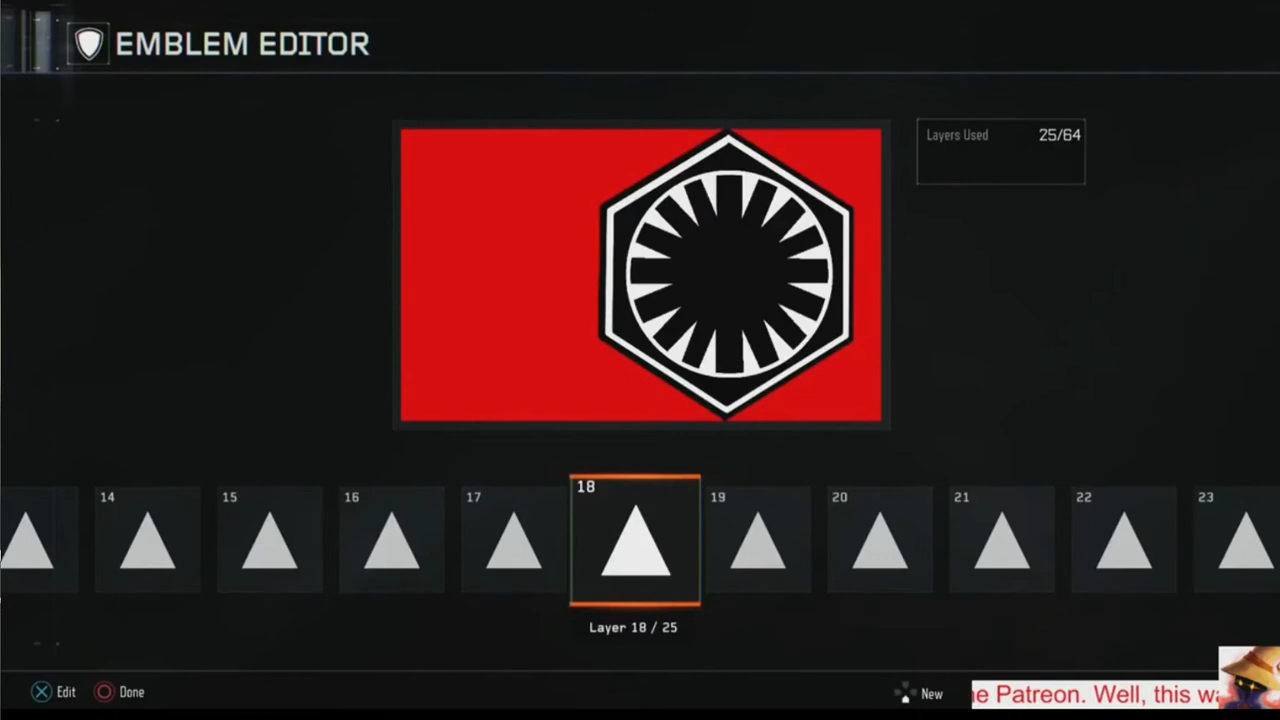 EMBLEM EDITOR
Layers Used 25/64
14 15 16 17 18 19 20 21 22 23
Layer 18 / 25
Edit Done New
e Patreon. Well, this w